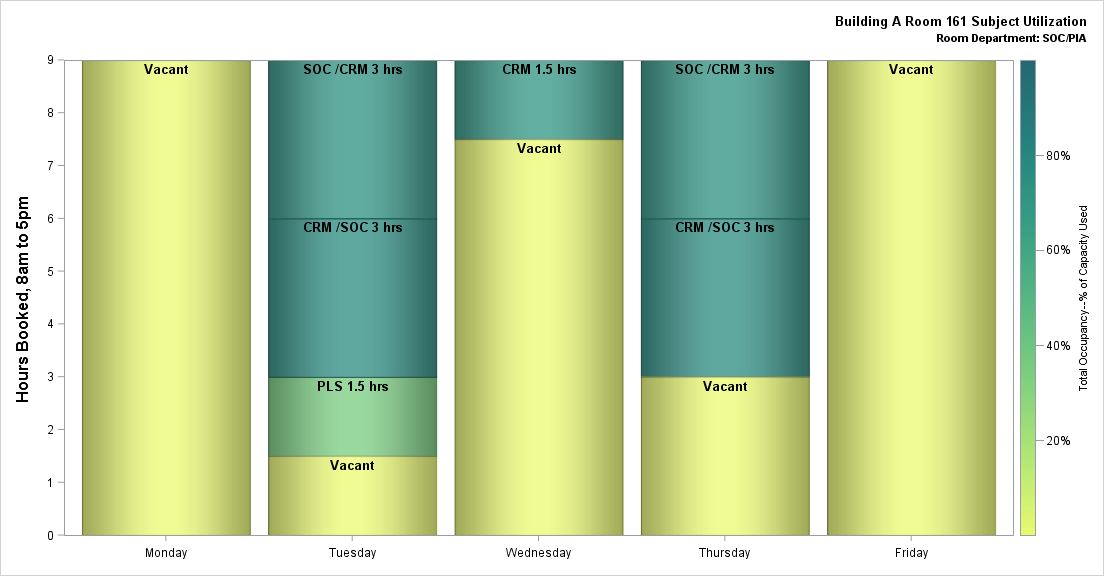 Building A Room 161 Subject Utilization
Room Department: SOC/PIA
Hours Booked, 8am to 5pm
9
8
7
6
5
4
3
2
1
0
Vacant
SOC /CRM 3 hrs
CRM /SOC 3 hrs
PLS 1.5 hrs
Vacant
CRM 1.5 hrs
Vacant
SOC /CRM 3 hrs
CRM /SOC 3 hrs
Vacant
Vacant
Monday
Tuesday
Wednesday
Thursday
Friday
80%
60%
40%
20%
Total Occupancy--% of Capacity Used